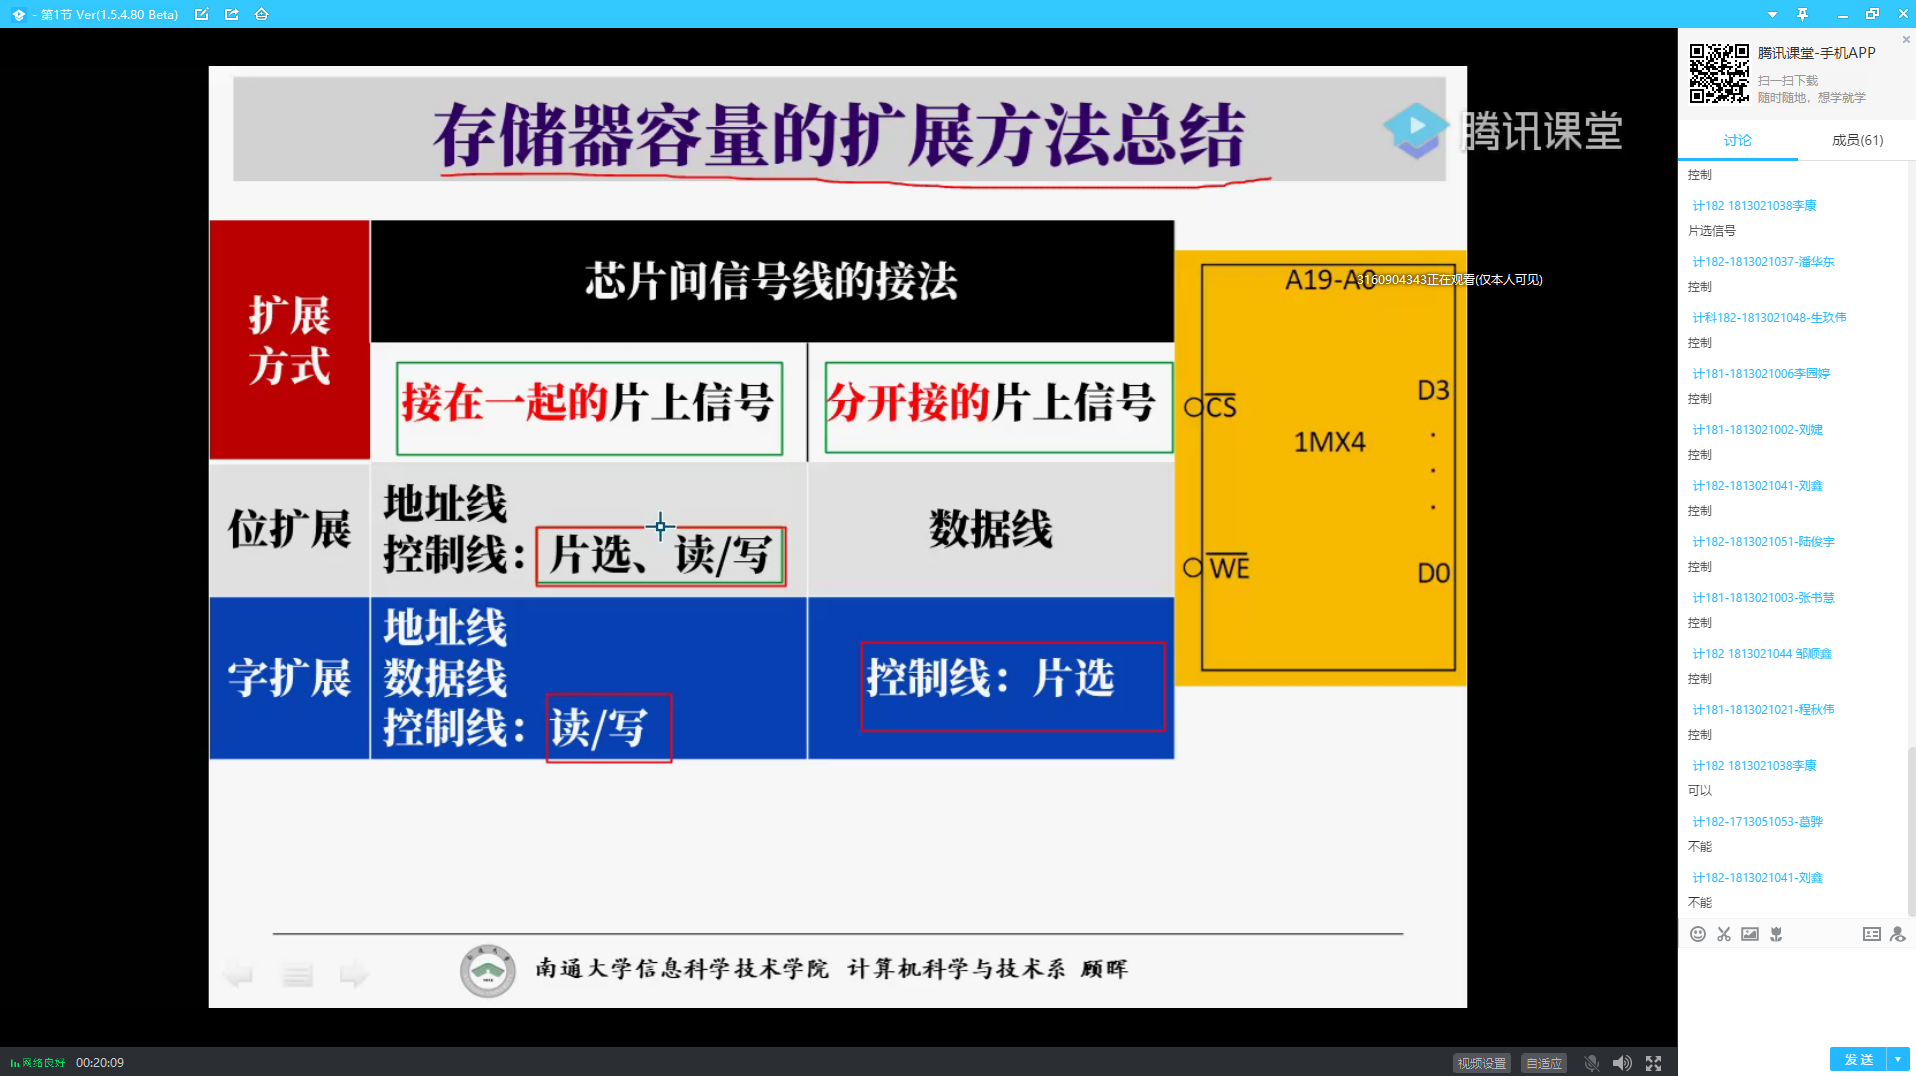 - 第1节 Ver(1.5.4.80 Beta)
存储器容量的扩展方法总结
腾讯课堂
扩展
方式
芯片间信号线的接法
接在一起的片上信号
分开接的片上信号
位扩展
地址线
控制线：片选、读/写
数据线
字扩展
地址线
数据线
控制线：读/写
控制线：片选
A19-A0
3160904343正在观看(仅本人可见)
CS
D3
1MX4
WE
D0
南通大学信息科学技术学院 计算机科学与技术系 顾晖
网络良好 00:20:09
视频设置 自适应
腾讯课堂-手机APP
扫一扫下载
随时随地，想学就学
讨论 成员(61)
控制
计182 1813021038李康
片选信号
计182-1813021037-潘华东
控制
计科182-1813021048-生玖伟
控制
计181-1813021006李园婷
控制
计181-1813021002-刘婕
控制
计182-1813021041-刘鑫
控制
计182-1813021051-陆俊宇
控制
计181-1813021003-张书慧
控制
计182 1813021044 邹顺鑫
控制
计181-1813021021-程秋伟
控制
计182 1813021038李康
可以
计182-1713051053-葛骅
不能
计182-1813021041-刘鑫
不能
发送